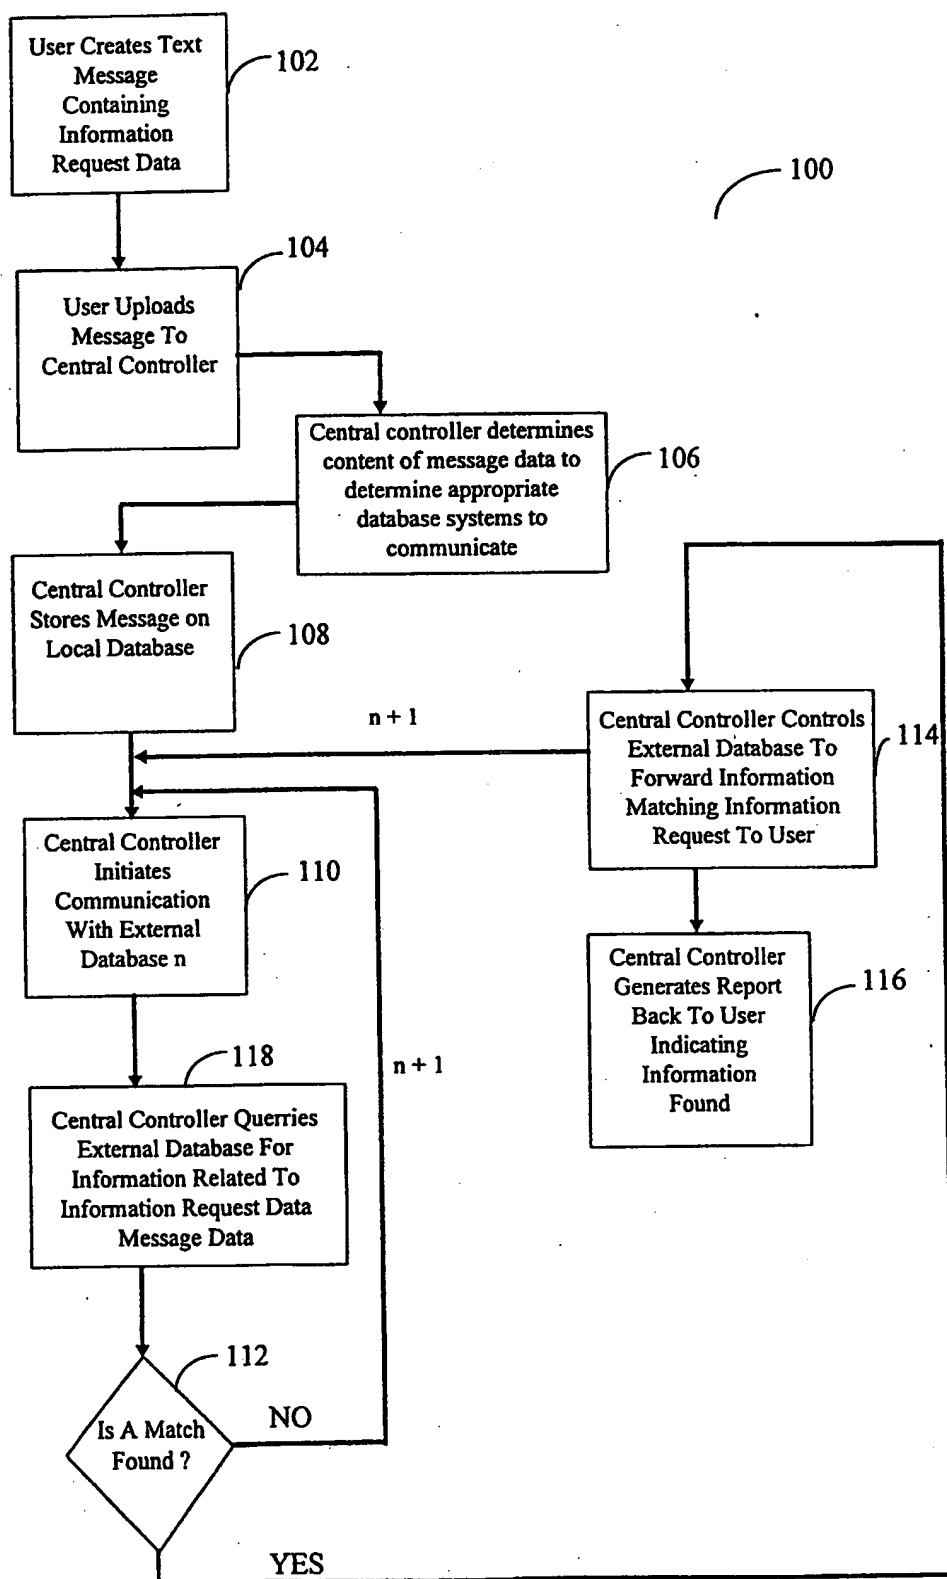 User Creates Text
Message
Containing
Information
Request Data
102
100
User Uploads
Message To
Central Controller
104
Central controller determines
content of message data to
determine appropriate
database systems to
communicate
106
Central Controller
Stores Message on
Local Database
108
n + 1
Central Controller Controls
External Database To
Forward Information
Matching Information
Request To User
114
Central Controller
Initiates
Communication
With External
Database n
110
Central Controller
Generates Report
Back To User
Indicating
Information
Found
116
n + 1
118
Central Controller Querries
External Database For
Information Related To
Information Request Data
Message Data
112
Is A Match
Found ?
NO
YES